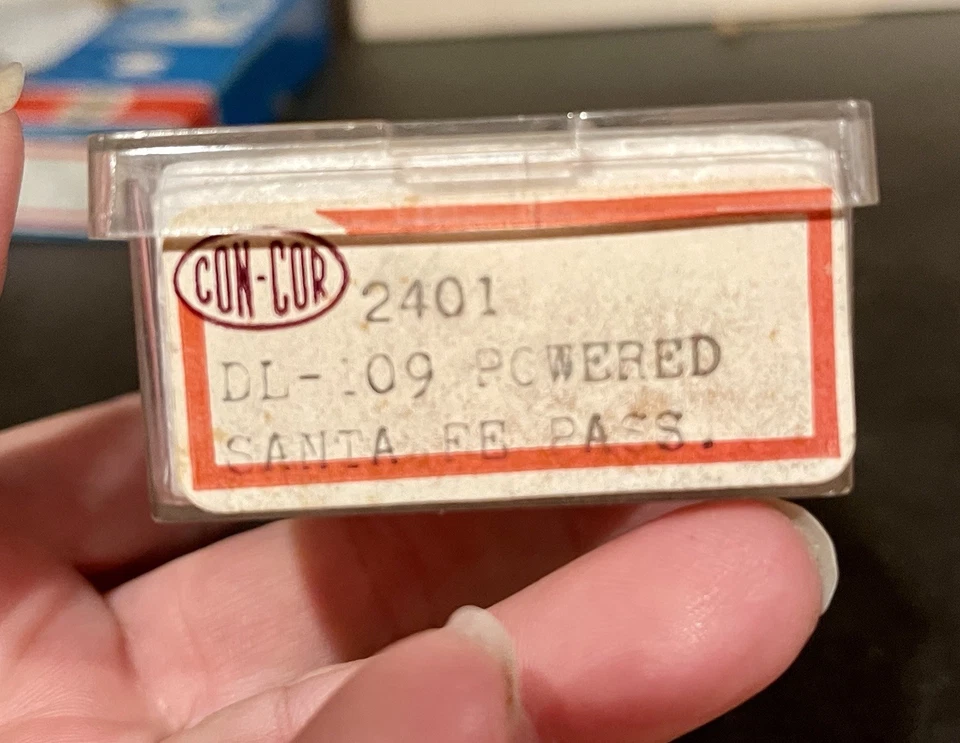 CON-COR 2401
DL-109 POWERED
SANTA FE PASS.